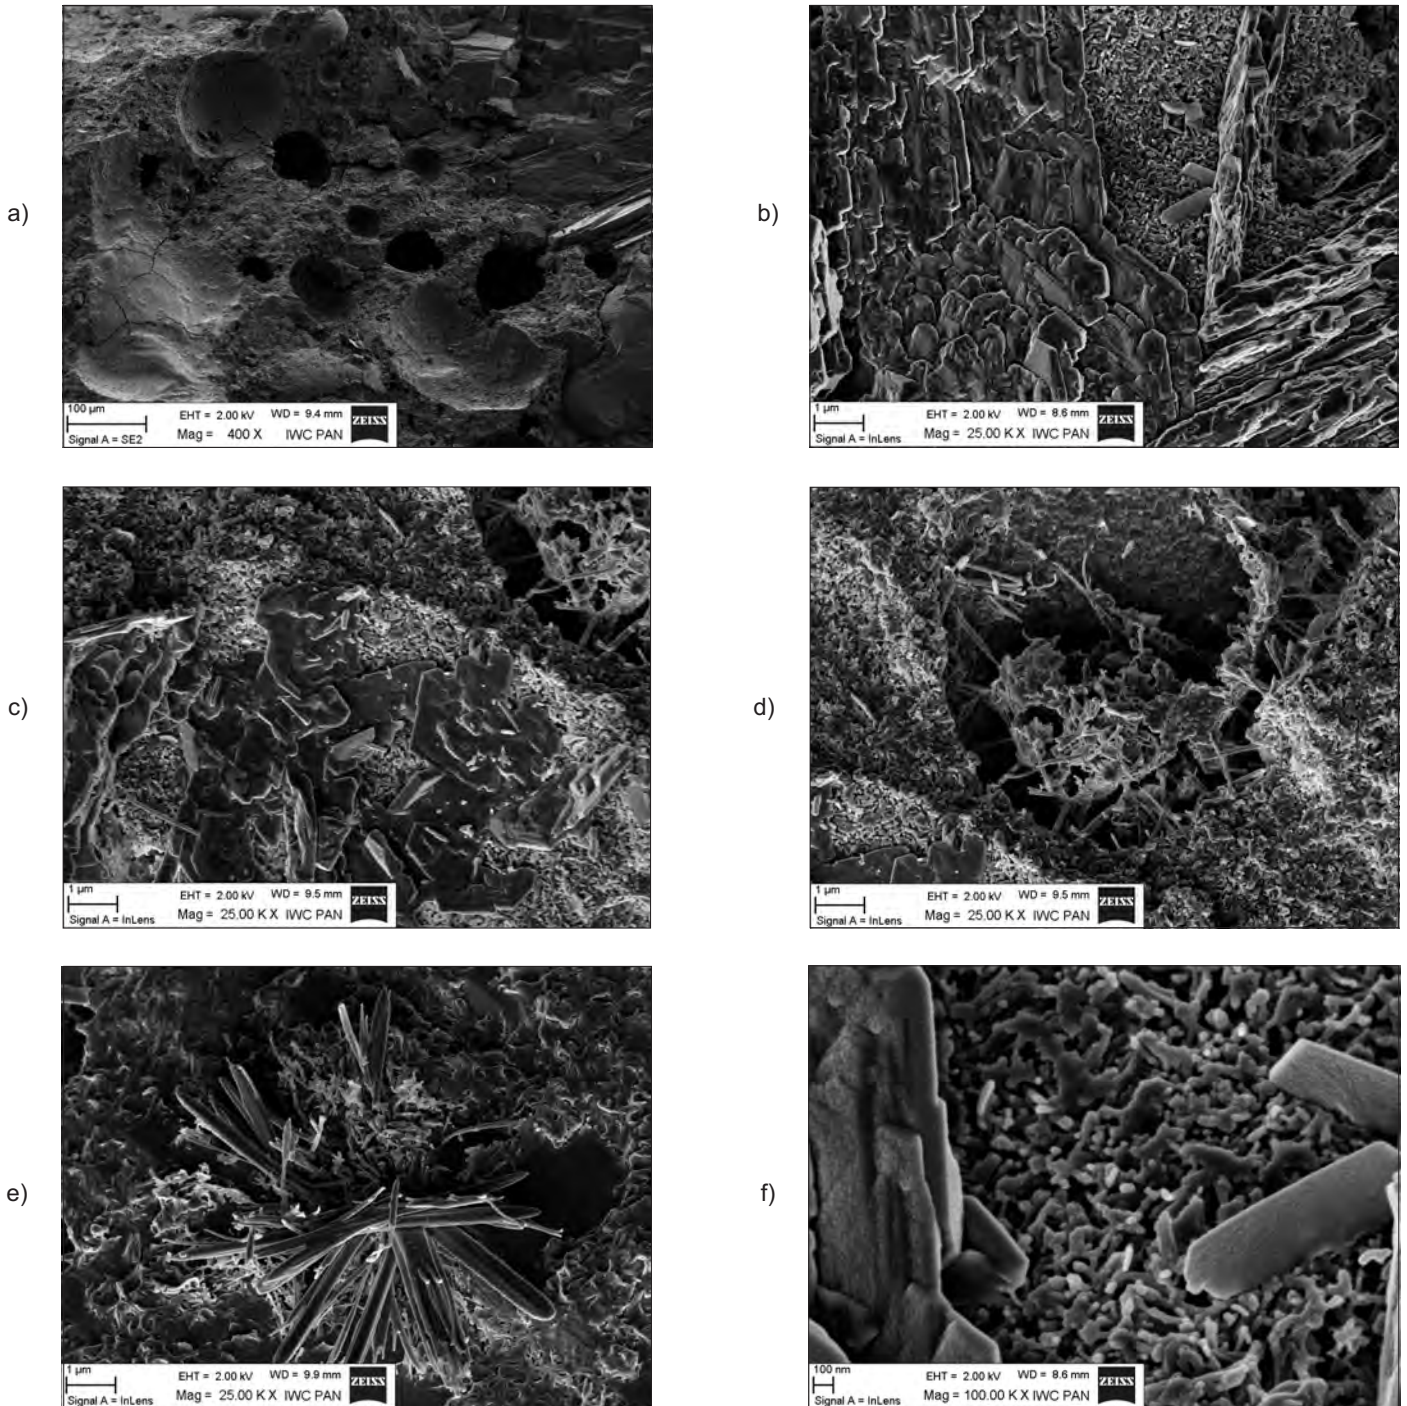 a)
100 µm
EHT = 2.00 kV WD = 9.4 mm
Signal A = SE2
Mag = 400 X IWC PAN
ZEISS
b)
1 µm
EHT = 2.00 kV WD = 8.6 mm
Signal A = InLens
Mag = 25.00 K X IWC PAN
ZEISS
c)
1 µm
EHT = 2.00 kV WD = 9.5 mm
Signal A = InLens
Mag = 25.00 K X IWC PAN
ZEISS
d)
1 µm
EHT = 2.00 kV WD = 9.5 mm
Signal A = InLens
Mag = 25.00 K X IWC PAN
ZEISS
e)
1 µm
EHT = 2.00 kV WD = 9.9 mm
Signal A = InLens
Mag = 25.00 K X IWC PAN
ZEISS
f)
100 nm
EHT = 2.00 kV WD = 8.6 mm
Signal A = InLens
Mag = 100.00 K X IWC PAN
ZEISS